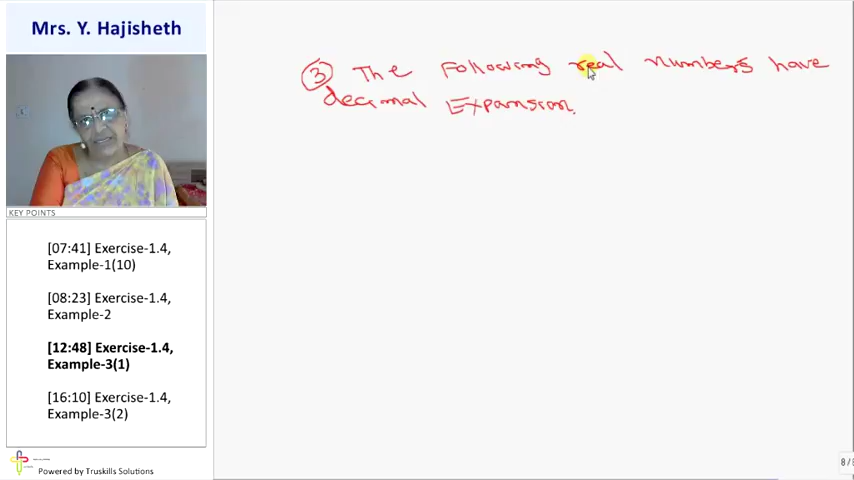 Mrs. Y. Hajisheth
KEY POINTS
[07:41] Exercise-1.4,
Example-1(10)
[08:23] Exercise-1.4,
Example-2
[12:48] Exercise-1.4,
Example-3(1)
[16:10] Exercise-1.4,
Example-3(2)
Powered by Truskills Solutions
③ The Following real numbers have
decimal Expansion.